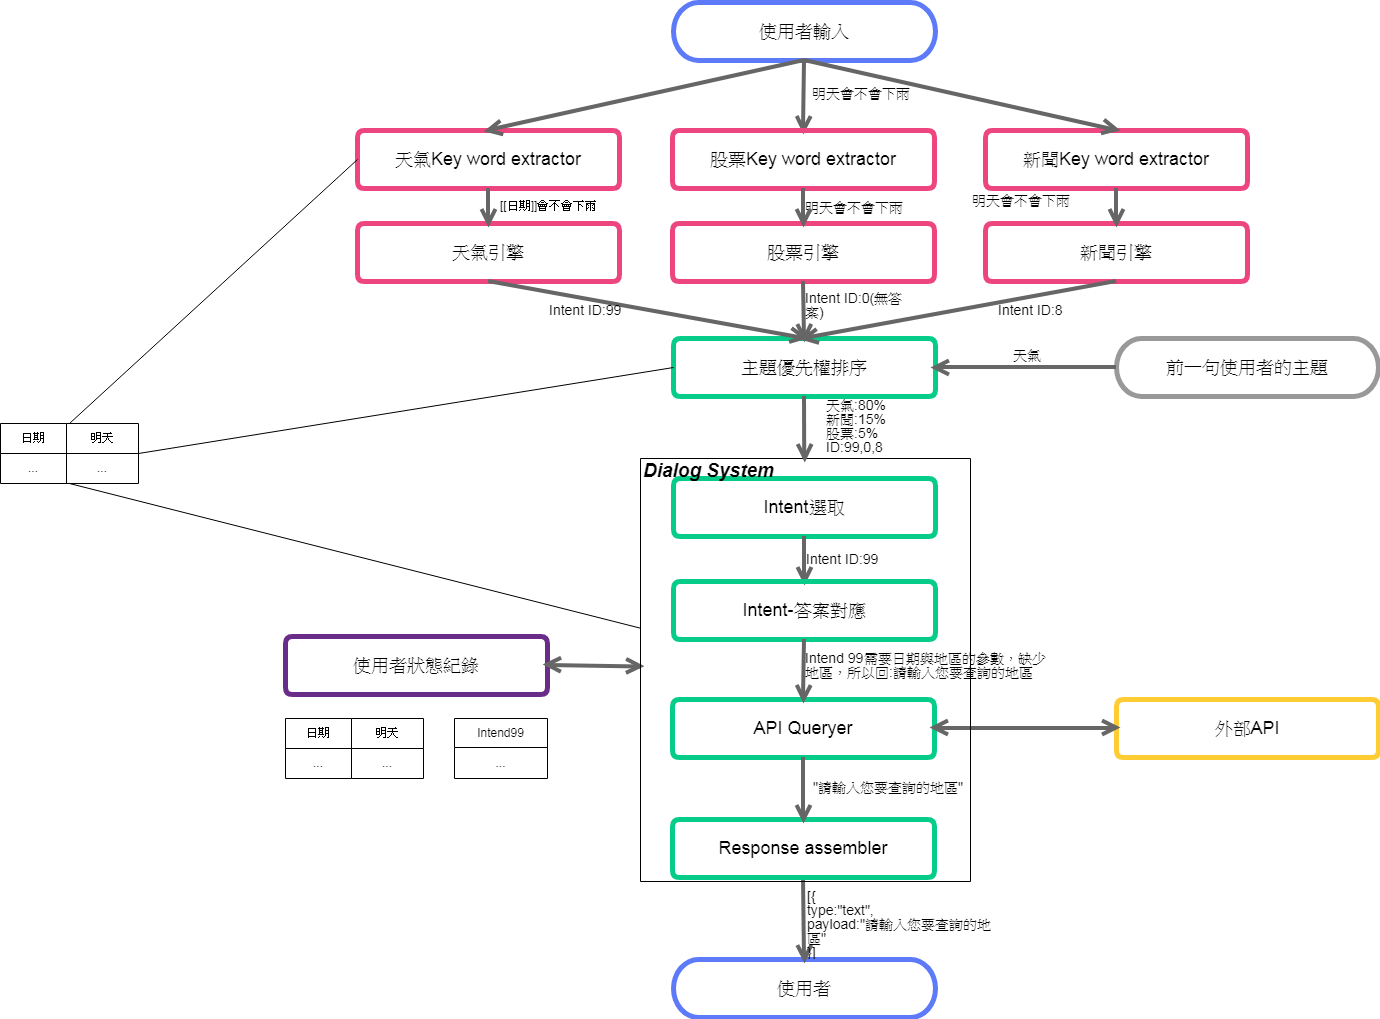 使用者輸入
明天會不會下雨
天氣Key word extractor
股票Key word extractor
新聞Key word extractor
[[日期]]會不會下雨
明天會不會下雨
明天會不會下雨
天氣引擎
股票引擎
新聞引擎
Intent ID:99
Intent ID:0(無答
案)
Intent ID:8
主題優先權排序
天氣
前一句使用者的主題
天氣:80%
新聞:15%
股票:5%
ID:99,0,8
日期 明天
... ...
Dialog System
Intent選取
Intent ID:99
Intent-答案對應
Intend 99需要日期與地區的參數，缺少
地區，所以回:請輸入您要查詢的地區
使用者狀態紀錄
日期 明天
... ...
Intend99
...
API Queryer
外部API
"請輸入您要查詢的地區"
Response assembler
[{
type:"text",
payload:"請輸入您要查詢的地
區"
}]
使用者